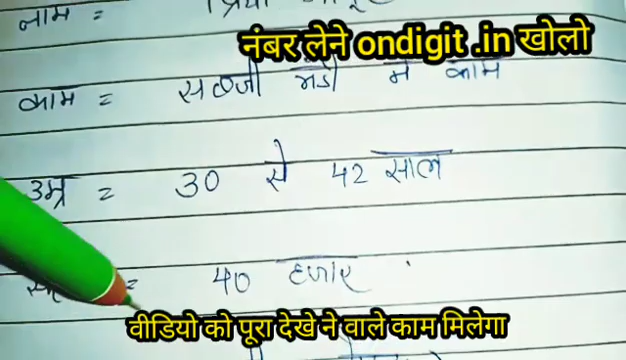 नाम =
नंबर लेने ondigit .in खोलो
काम = सब्जी मंडी में काम
उम्र = 30 से 42 साल
= 40 हजार
वीडियो को पूरा देखे ने वाले काम मिलेगा